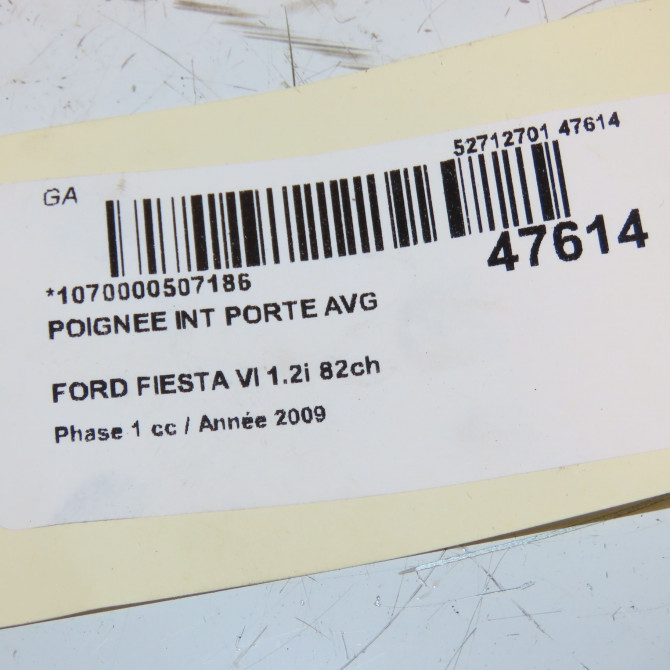 52712701 47614
GA
47614
*1070000507186
POIGNEE INT PORTE AVG
FORD FIESTA VI 1.2i 82ch
Phase 1 cc / Année 2009